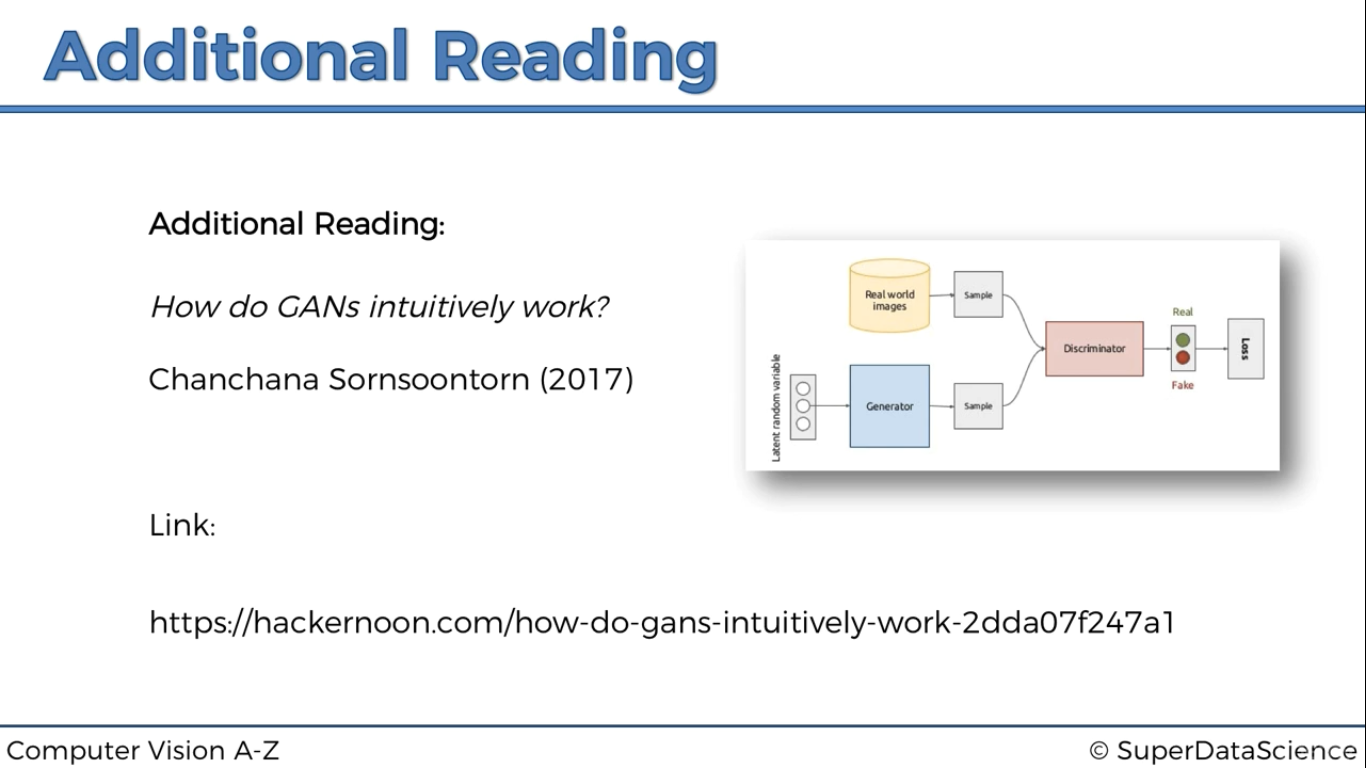 Additional Reading
Additional Reading:
How do GANs intuitively work?
Chanchana Sornsoontorn (2017)
Real world
images
Sample
Latent random variable
Generator
Sample
Discriminator
Real
Fake
Loss
Link:
https://hackernoon.com/how-do-gans-intuitively-work-2dda07f247a1
Computer Vision A-Z
© SuperDataScience